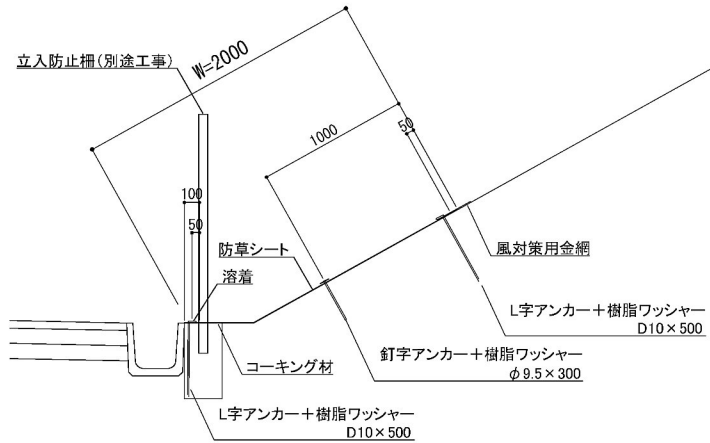 W=2000
立入防止柵(別途工事)
1000
50
100
50
防草シート
風対策用金網
溶着
L字アンカー＋樹脂ワッシャー
D10×500
釘字アンカー＋樹脂ワッシャー
φ9.5×300
コーキング材
L字アンカー＋樹脂ワッシャー
D10×500